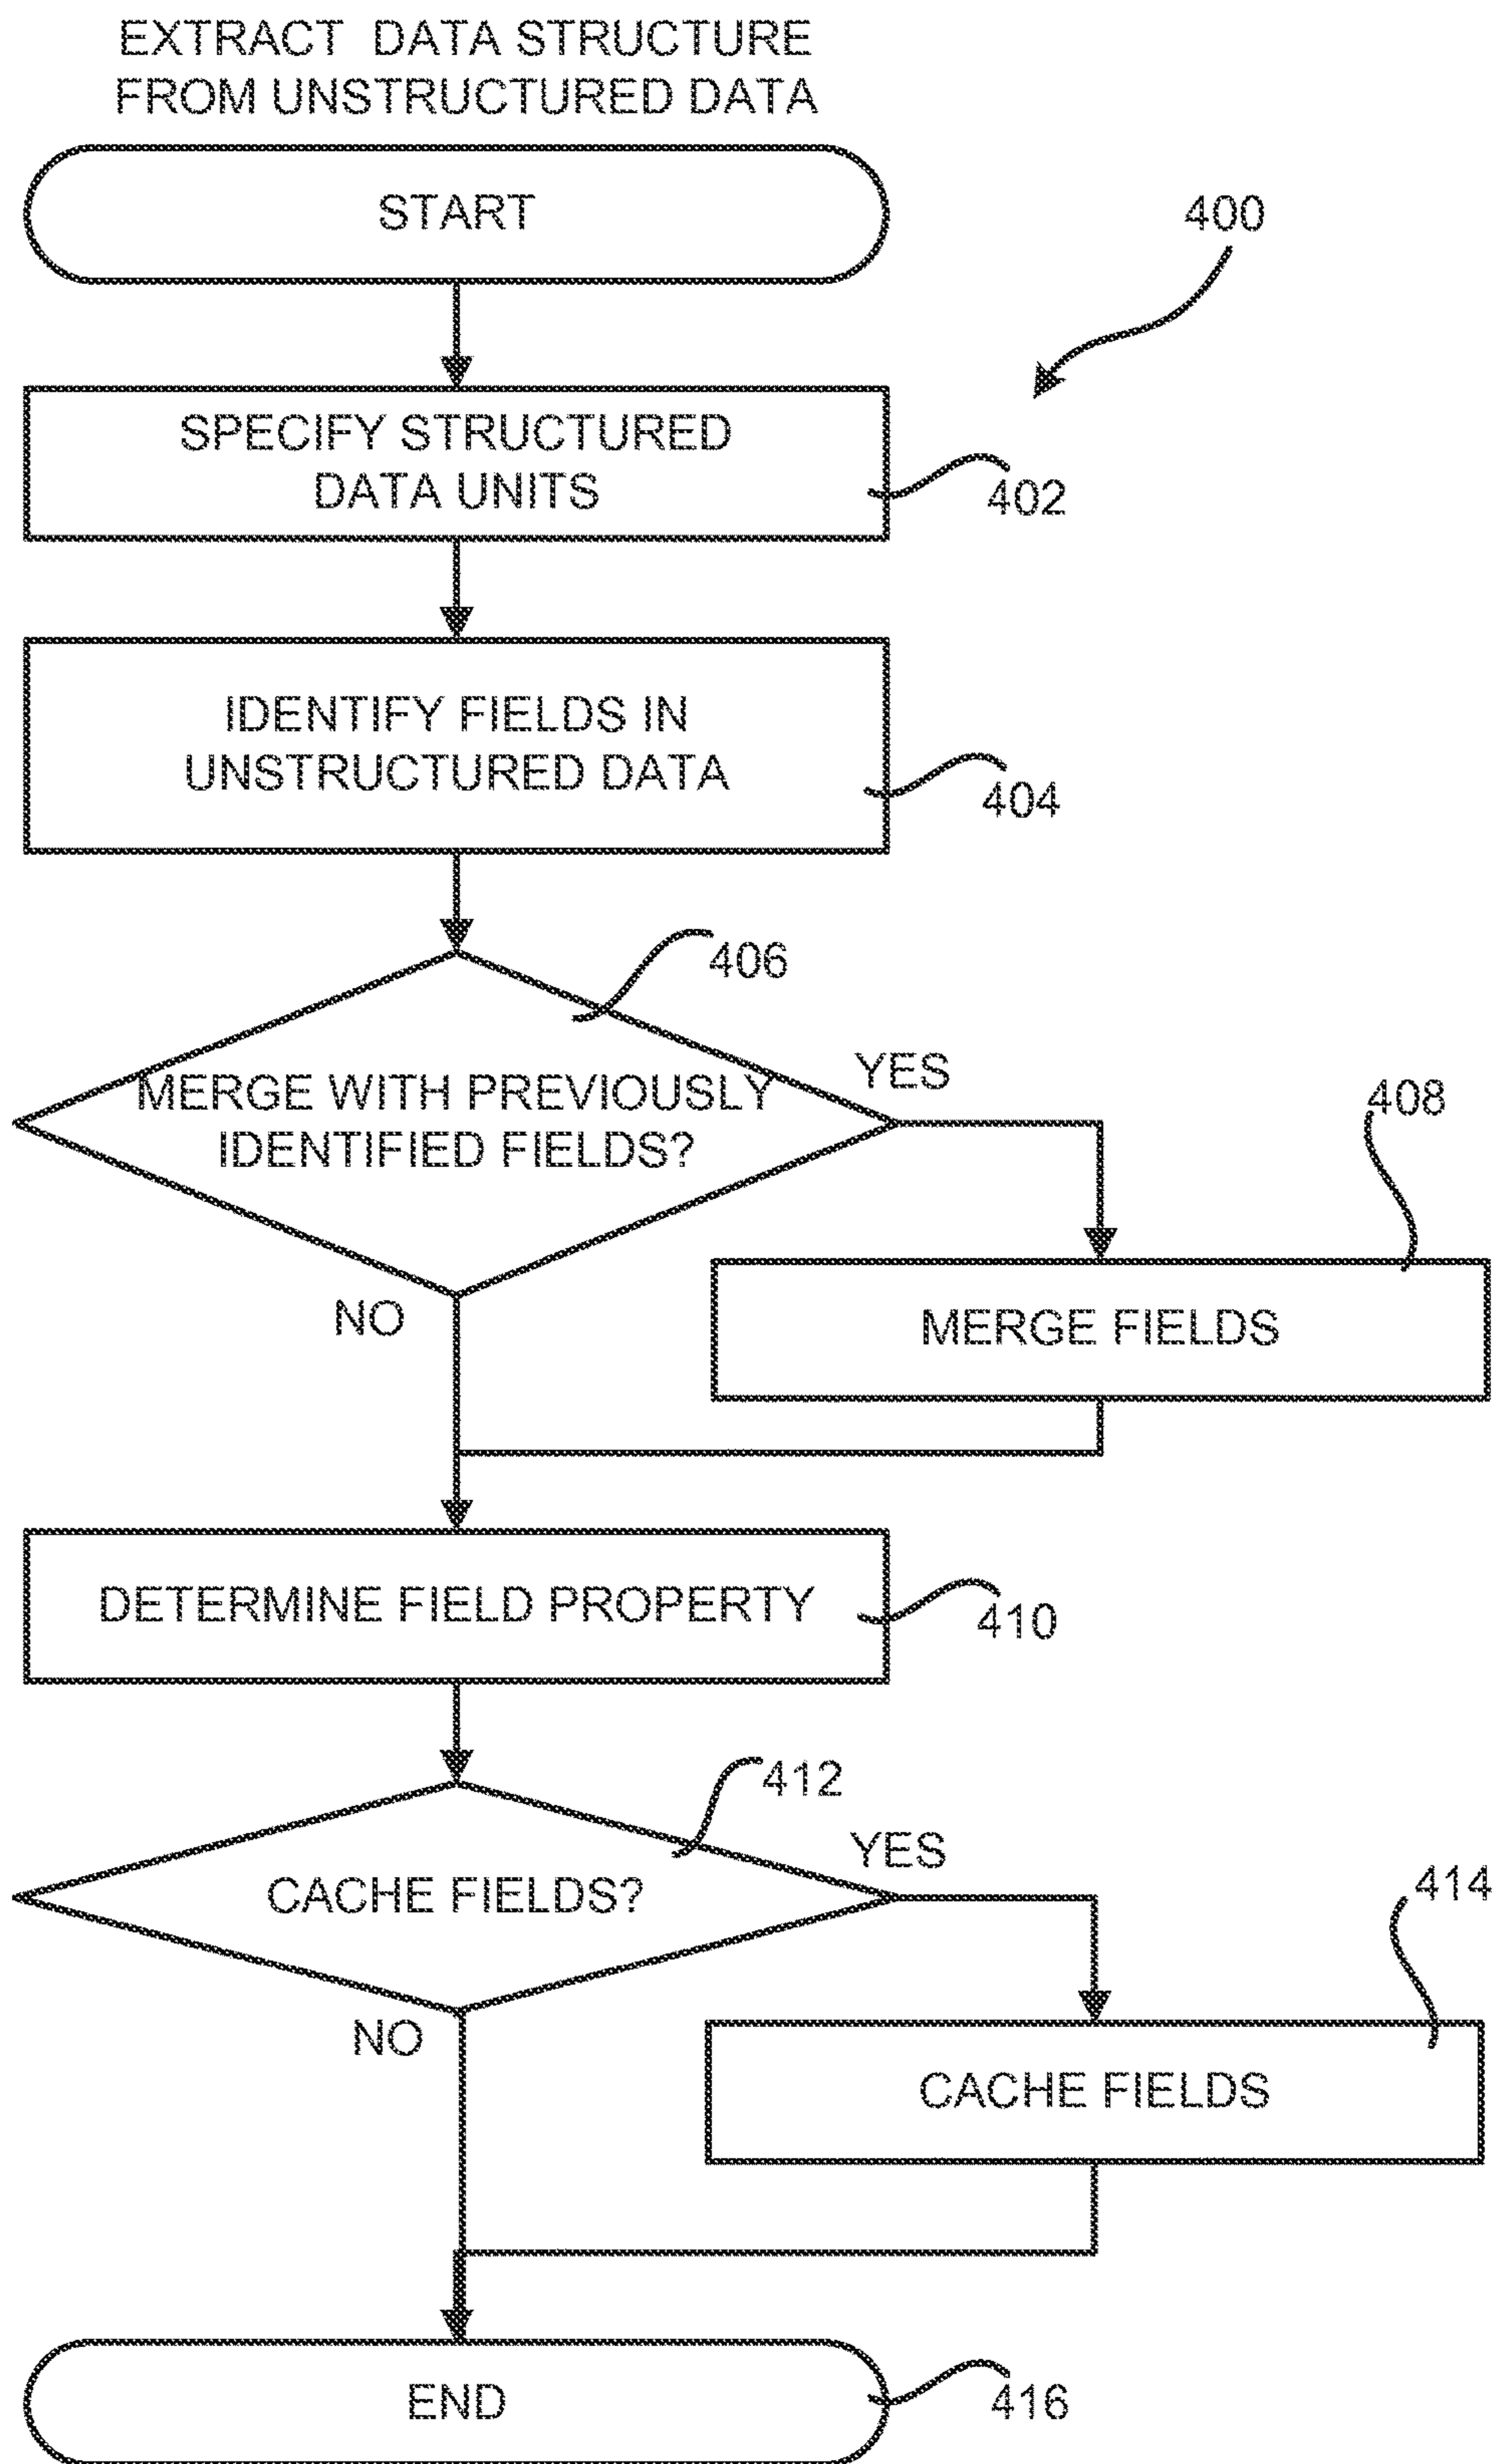 EXTRACT DATA STRUCTURE
FROM UNSTRUCTURED DATA
START
400
SPECIFY STRUCTURED
DATA UNITS
402
IDENTIFY FIELDS IN
UNSTRUCTURED DATA
404
406
MERGE WITH PREVIOUSLY
IDENTIFIED FIELDS?
YES
408
NO
MERGE FIELDS
DETERMINE FIELD PROPERTY
410
412
YES
CACHE FIELDS?
414
NO
CACHE FIELDS
END
416